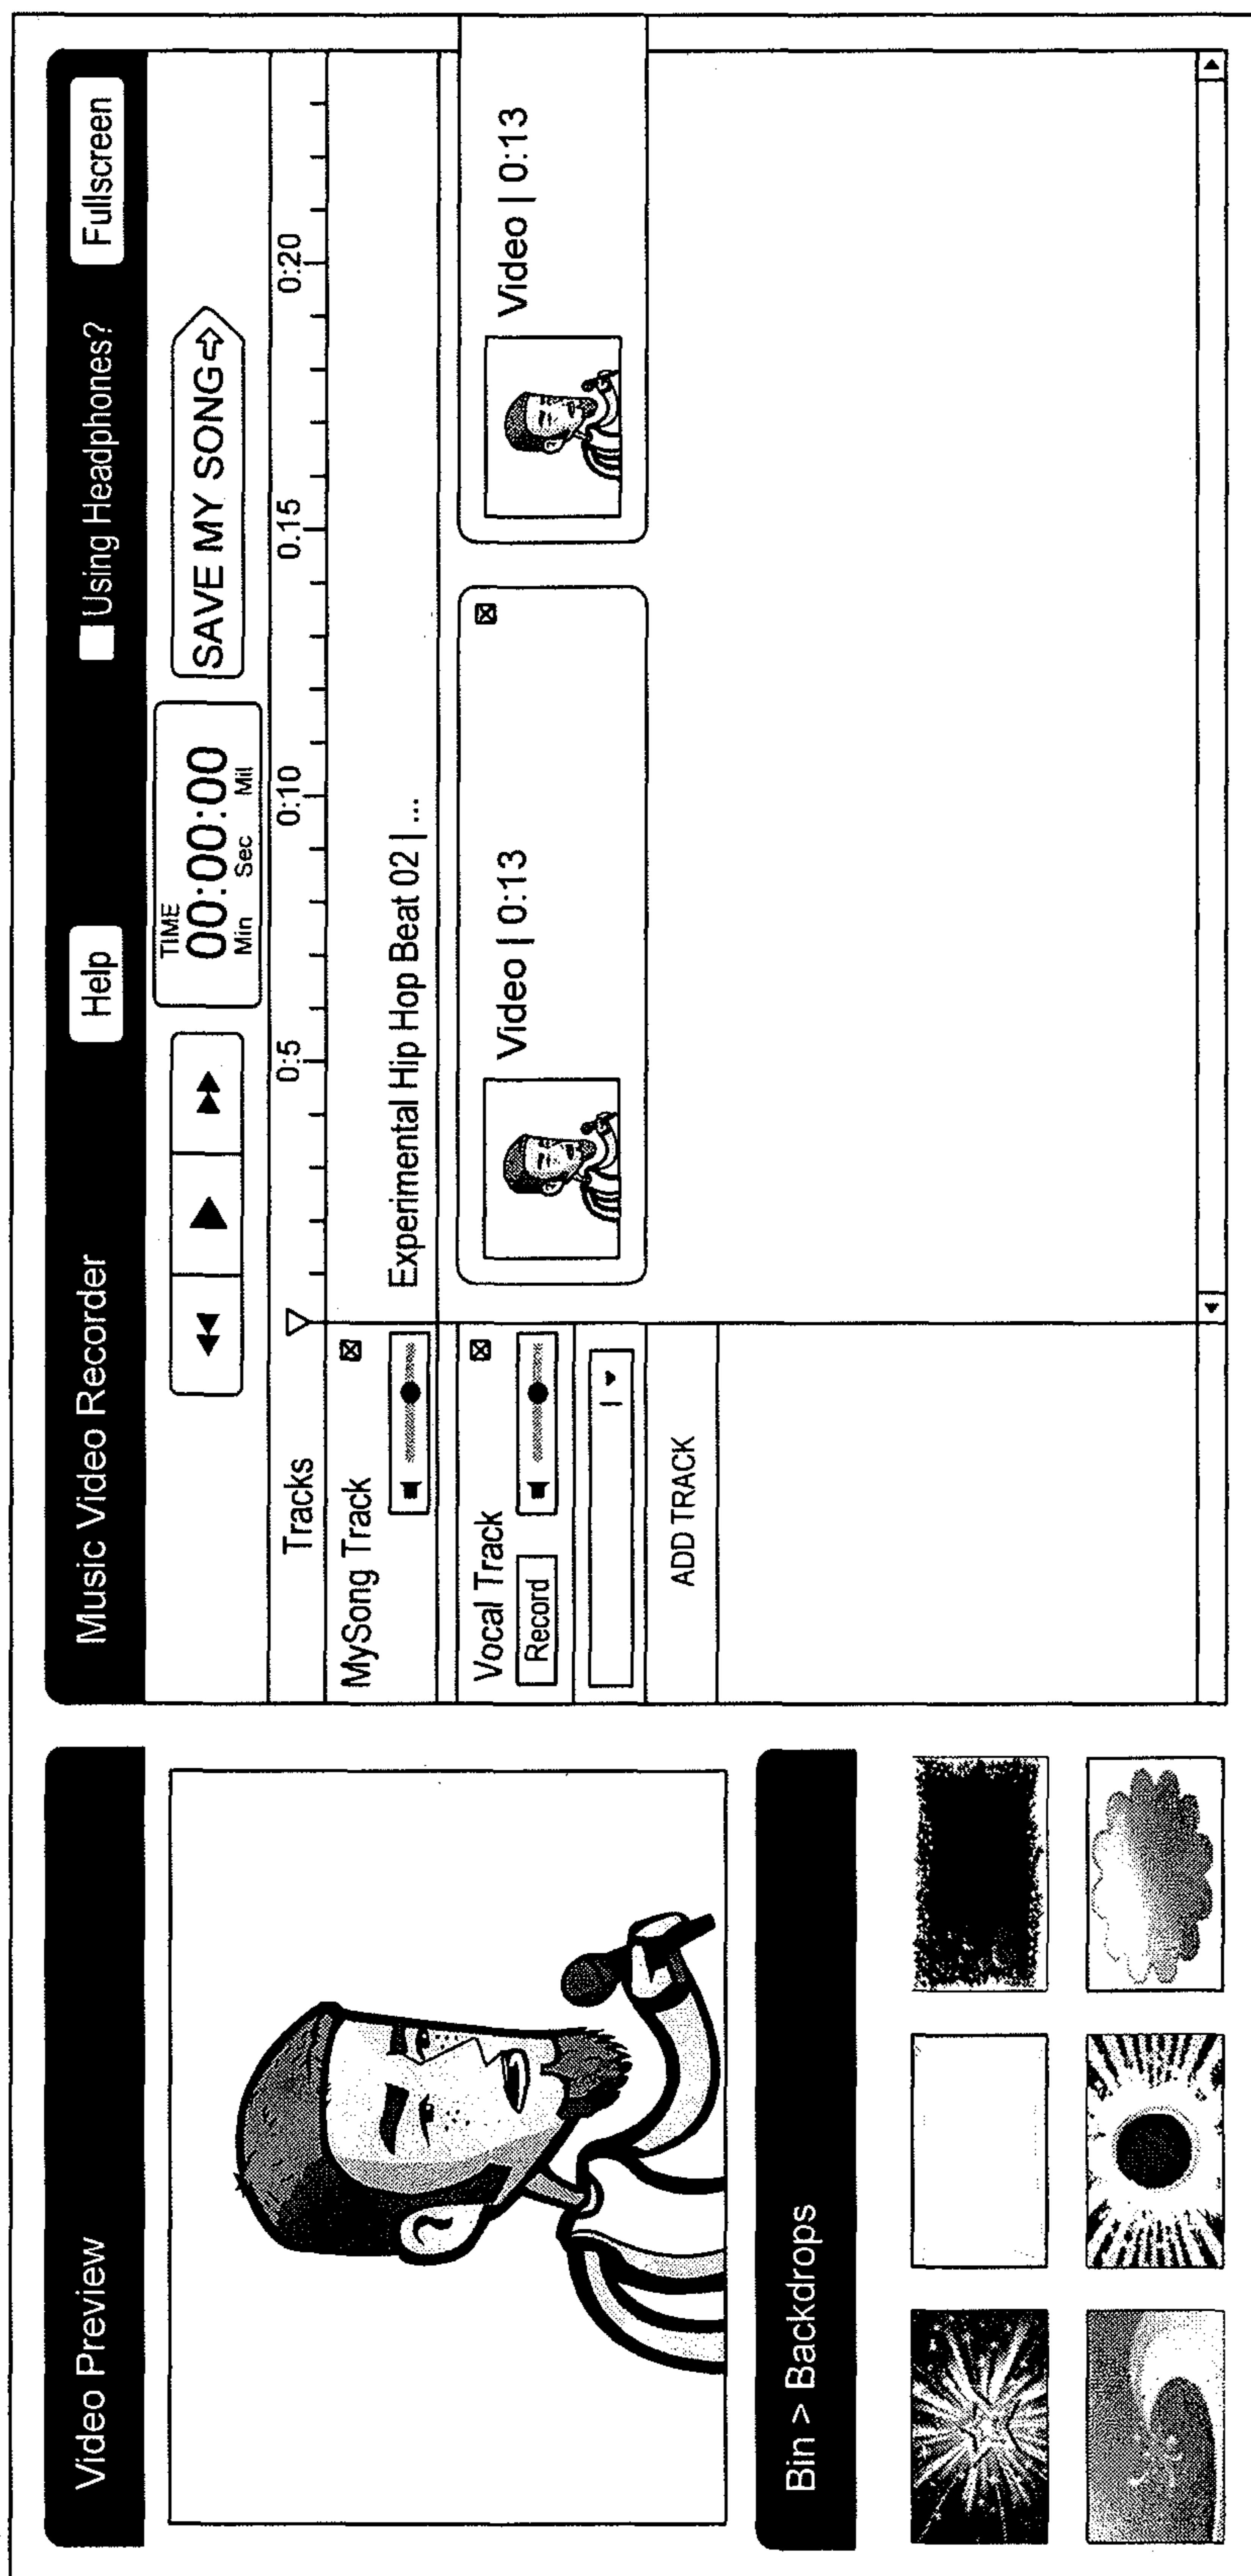 Video Preview
Bin > Backdrops
Music Video Recorder
Help
Using Headphones?
Fullscreen
TIME
00:00:00
Min Sec Mil
SAVE MY SONG
Tracks
0:5 0:10 0.15 0:20
MySong Track
Experimental Hip Hop Beat 02 | ...
Vocal Track
Record
Video | 0:13
Video | 0:13
ADD TRACK